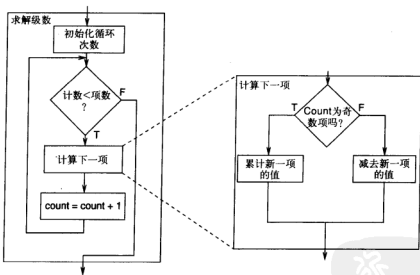 求解级数
初始化循环
次数
计数<项数
?
F
T
计算下一项
count = count + 1
计算下一项
T
Count为奇
数项吗?
F
累计新一项
的值
减去新一项
的值